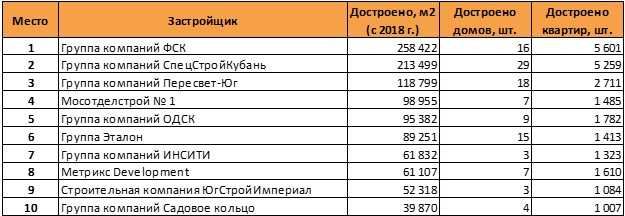 Место Застройщик Достроено, м2 (с 2018 г.) Достроено домов, шт. Достроено квартир, шт.
1 Группа компаний ФСК 258 422 16 5 601
2 Группа компаний СпецСтройКубань 213 499 29 5 259
3 Группа компаний Пересвет-Юг 118 799 18 2 711
4 Мосотделстрой № 1 98 955 7 1 485
5 Группа компаний ОДСК 95 382 9 1 782
6 Группа Эталон 89 251 15 1 413
7 Группа компаний ИНСИТИ 61 832 3 1 323
8 Метрикс Development 61 107 7 1 610
9 Строительная компания ЮгСтройИмпериал 52 318 3 1 084
10 Группа компаний Садовое кольцо 39 870 4 1 007